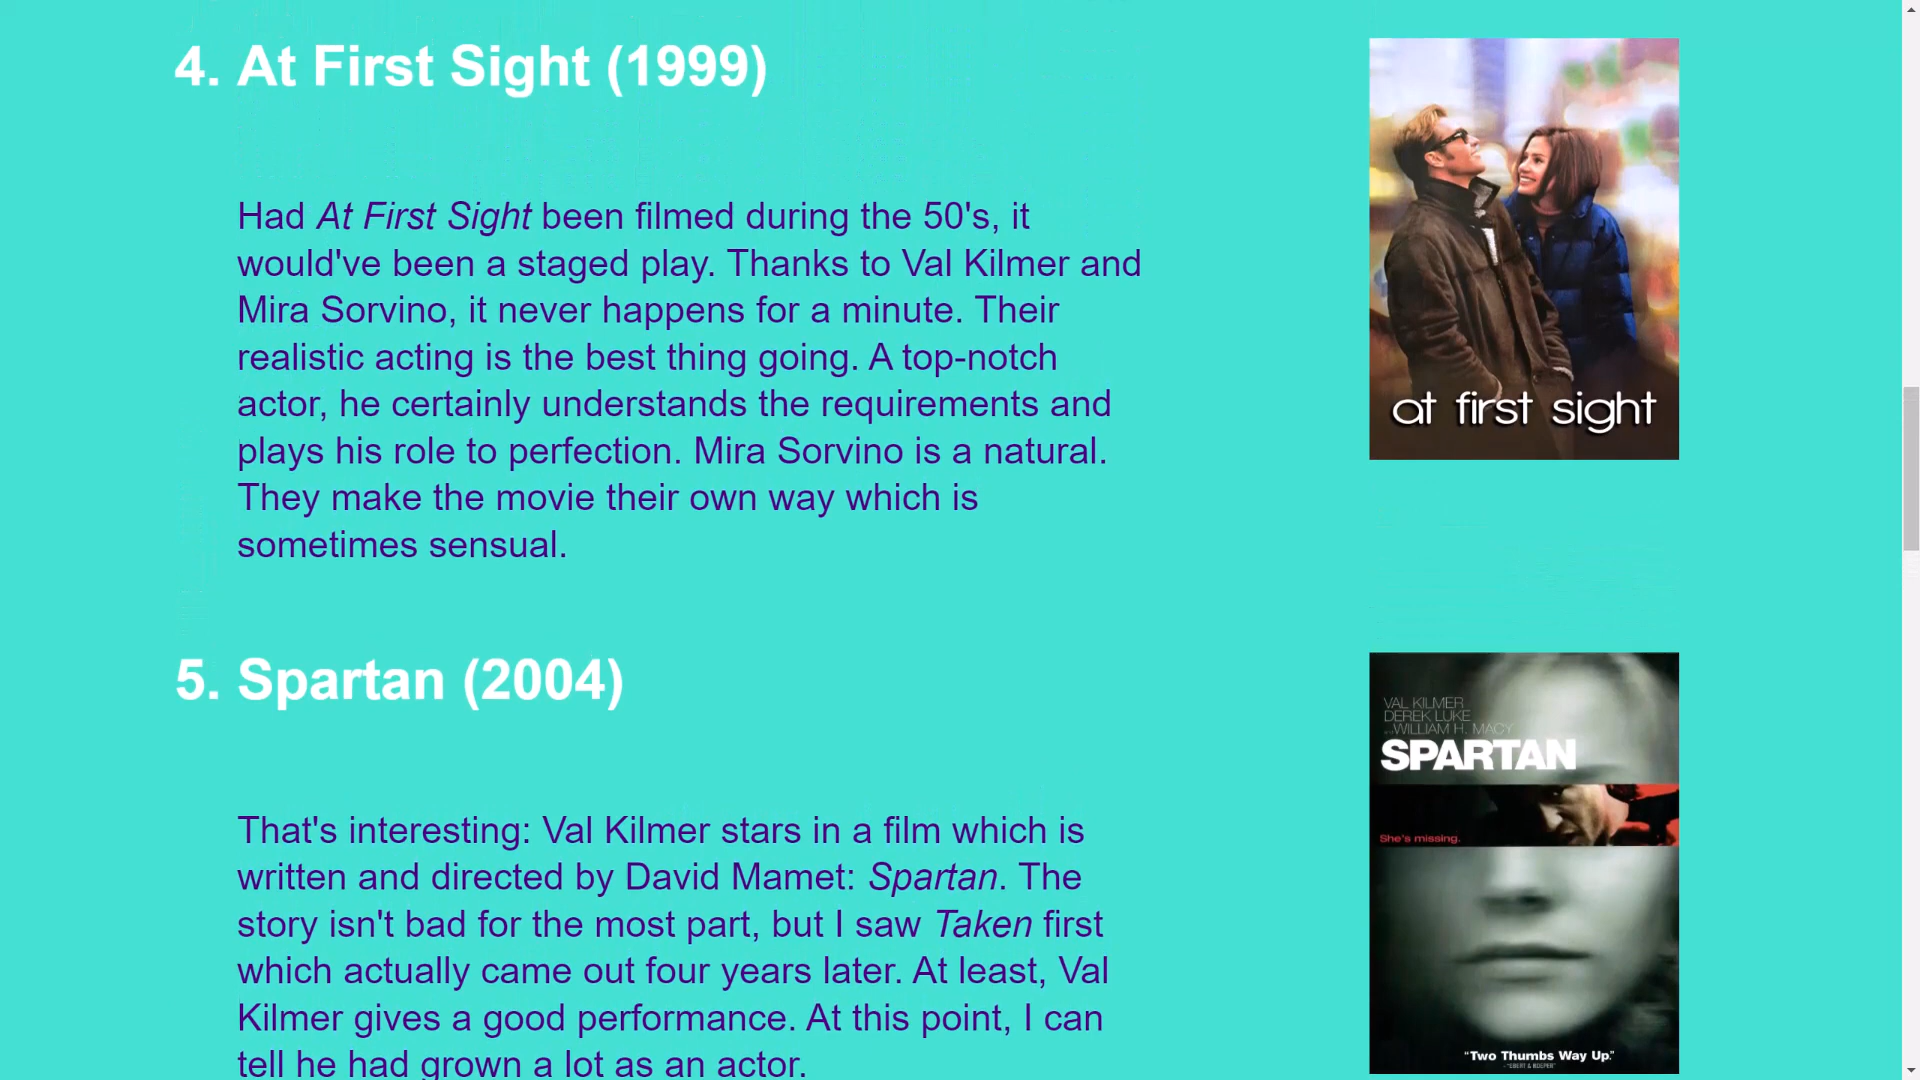 4. At First Sight (1999)
Had At First Sight been filmed during the 50's, it
would've been a staged play. Thanks to Val Kilmer and
Mira Sorvino, it never happens for a minute. Their
realistic acting is the best thing going. A top-notch
actor, he certainly understands the requirements and
plays his role to perfection. Mira Sorvino is a natural.
They make the movie their own way which is
sometimes sensual.
at first sight
5. Spartan (2004)
That's interesting: Val Kilmer stars in a film which is
written and directed by David Mamet: Spartan. The
story isn't bad for the most part, but I saw Taken first
which actually came out four years later. At least, Val
Kilmer gives a good performance. At this point, I can
tell he had grown a lot as an actor.
VAL KILMER
DEREK LUKE
WILLIAM H. MACY
SPARTAN
She's missing.
"Two Thumbs Way Up."
-"EBERT & ROEPER"